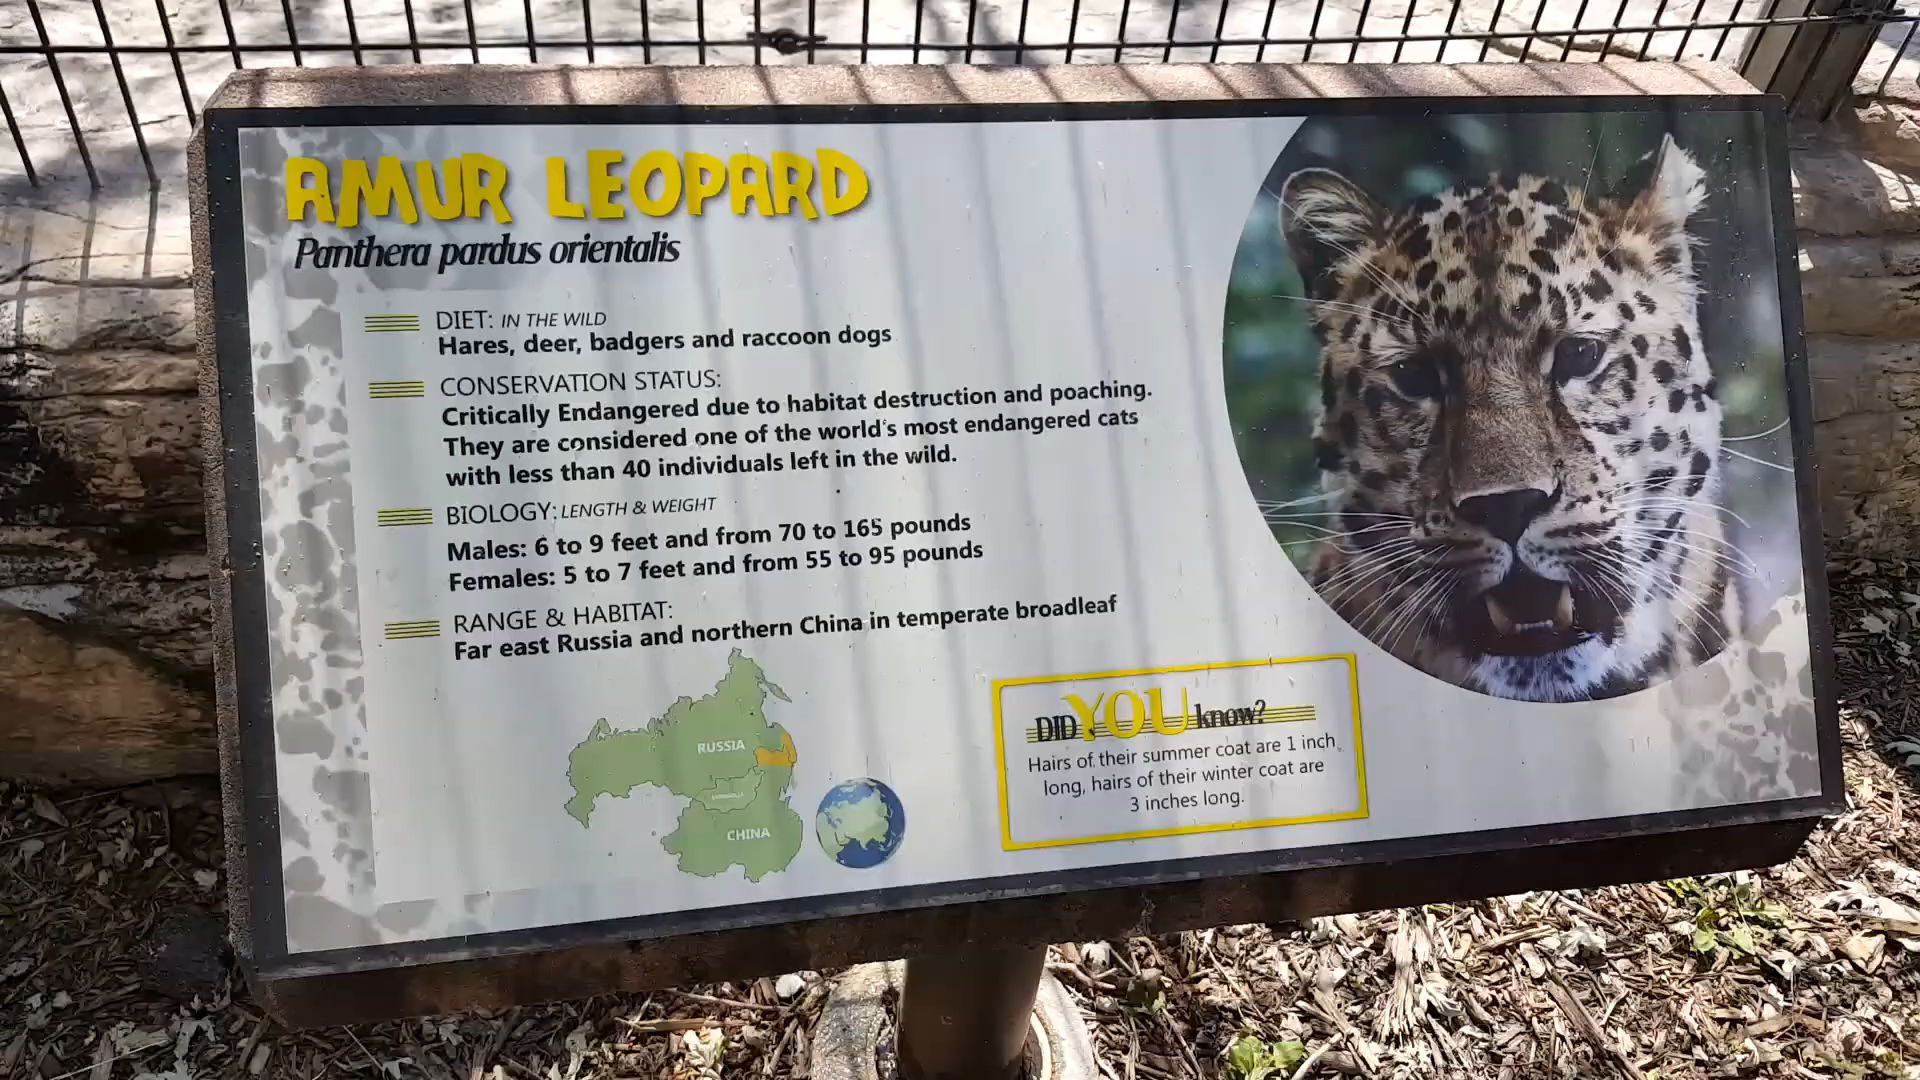 AMUR LEOPARD
Panthera pardus orientalis
DIET: IN THE WILD
Hares, deer, badgers and raccoon dogs
CONSERVATION STATUS:
Critically Endangered due to habitat destruction and poaching.
They are considered one of the world's most endangered cats
with less than 40 individuals left in the wild.
BIOLOGY: LENGTH & WEIGHT
Males: 6 to 9 feet and from 70 to 165 pounds
Females: 5 to 7 feet and from 55 to 95 pounds
RANGE & HABITAT:
Far east Russia and northern China in temperate broadleaf
RUSSIA
CHINA
DID YOU know?
Hairs of their summer coat are 1 inch
long, hairs of their winter coat are
3 inches long.